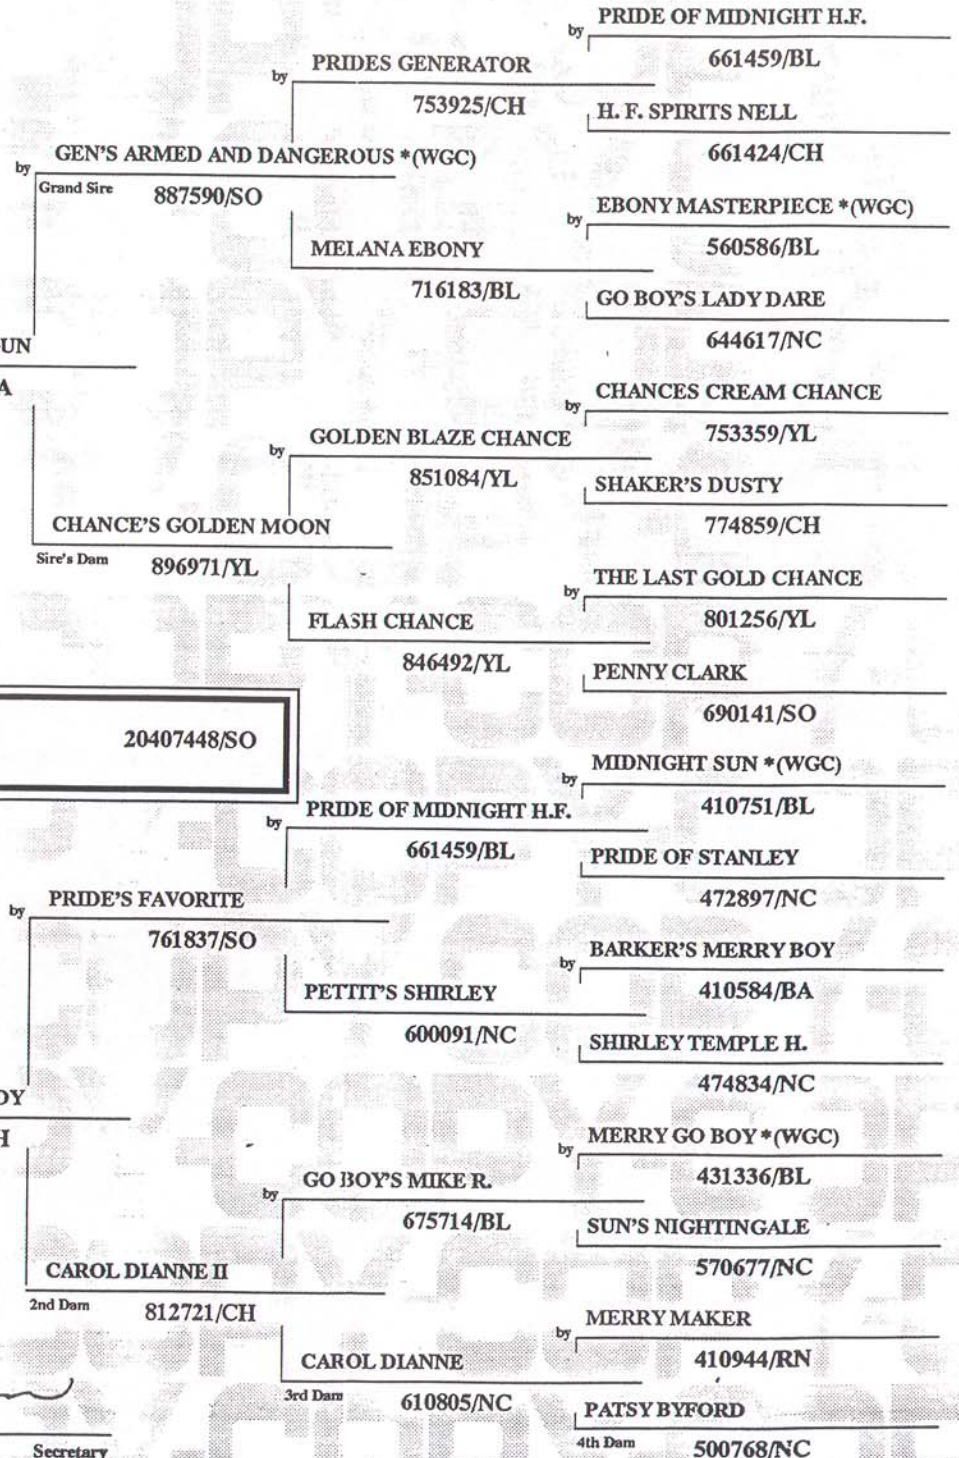 by PRIDE OF MIDNIGHT H.F.
661459/BL
by PRIDES GENERATOR
753925/CH
H. F. SPIRITS NELL
661424/CH
by GEN'S ARMED AND DANGEROUS *(WGC)
Grand Sire 887590/SO
by EBONY MASTERPIECE *(WGC)
560586/BL
MELANA EBONY
716183/BL
GO BOY'S LADY DARE
644617/NC
UN
A
by CHANCES CREAM CHANCE
753359/YL
by GOLDEN BLAZE CHANCE
851084/YL
SHAKER'S DUSTY
774859/CH
CHANCE'S GOLDEN MOON
Sire's Dam 896971/YL
by THE LAST GOLD CHANCE
801256/YL
FLASH CHANCE
846492/YL
PENNY CLARK
690141/SO
20407448/SO
by MIDNIGHT SUN *(WGC)
410751/BL
by PRIDE OF MIDNIGHT H.F.
661459/BL
PRIDE OF STANLEY
472897/NC
by PRIDE'S FAVORITE
761837/SO
by BARKER'S MERRY BOY
410584/BA
PETTIT'S SHIRLEY
600091/NC
SHIRLEY TEMPLE H.
474834/NC
DY
H
by MERRY GO BOY *(WGC)
431336/BL
by GO BOY'S MIKE R.
675714/BL
SUN'S NIGHTINGALE
570677/NC
CAROL DIANNE II
2nd Dam 812721/CH
by MERRY MAKER
410944/RN
CAROL DIANNE
3rd Dam 610805/NC
PATSY BYFORD
4th Dam 500768/NC
Secretary
COPY